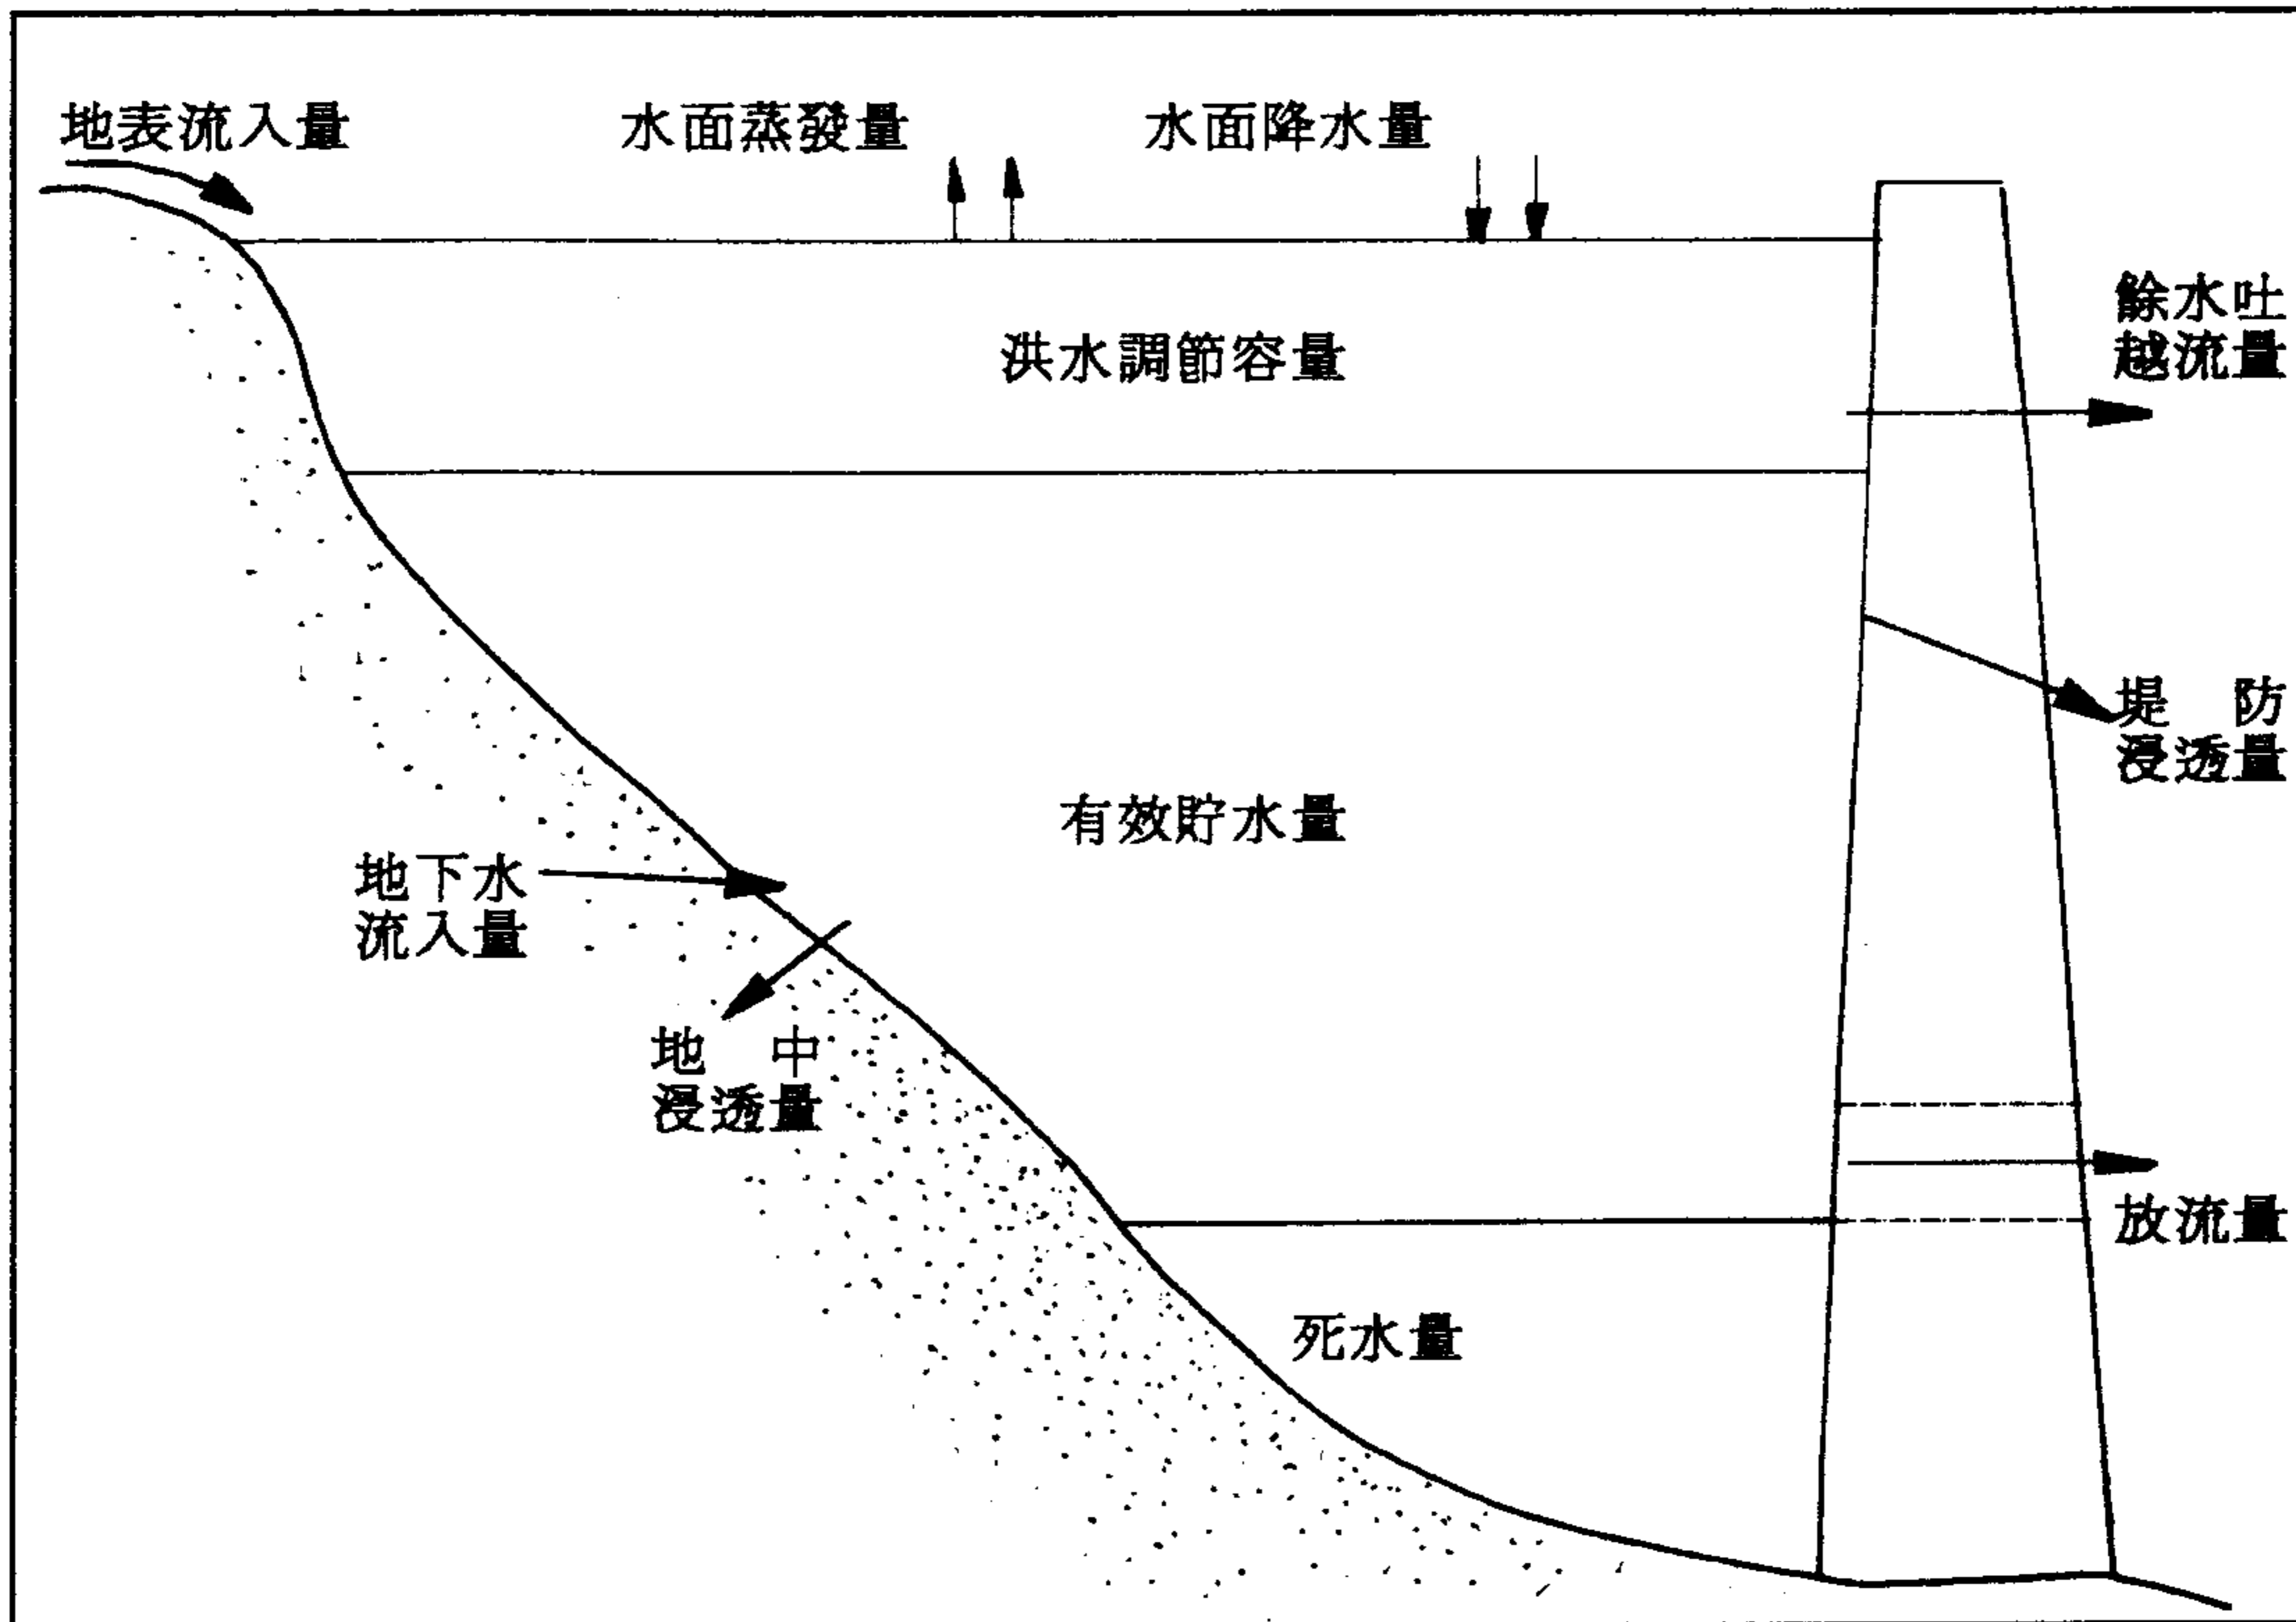 地表流入量
水面蒸發量
水面降水量
洪水調節容量
餘水吐
越流量
堤 防
浸透量
有效貯水量
地下水
流入量
地 中
浸透量
放流量
死水量